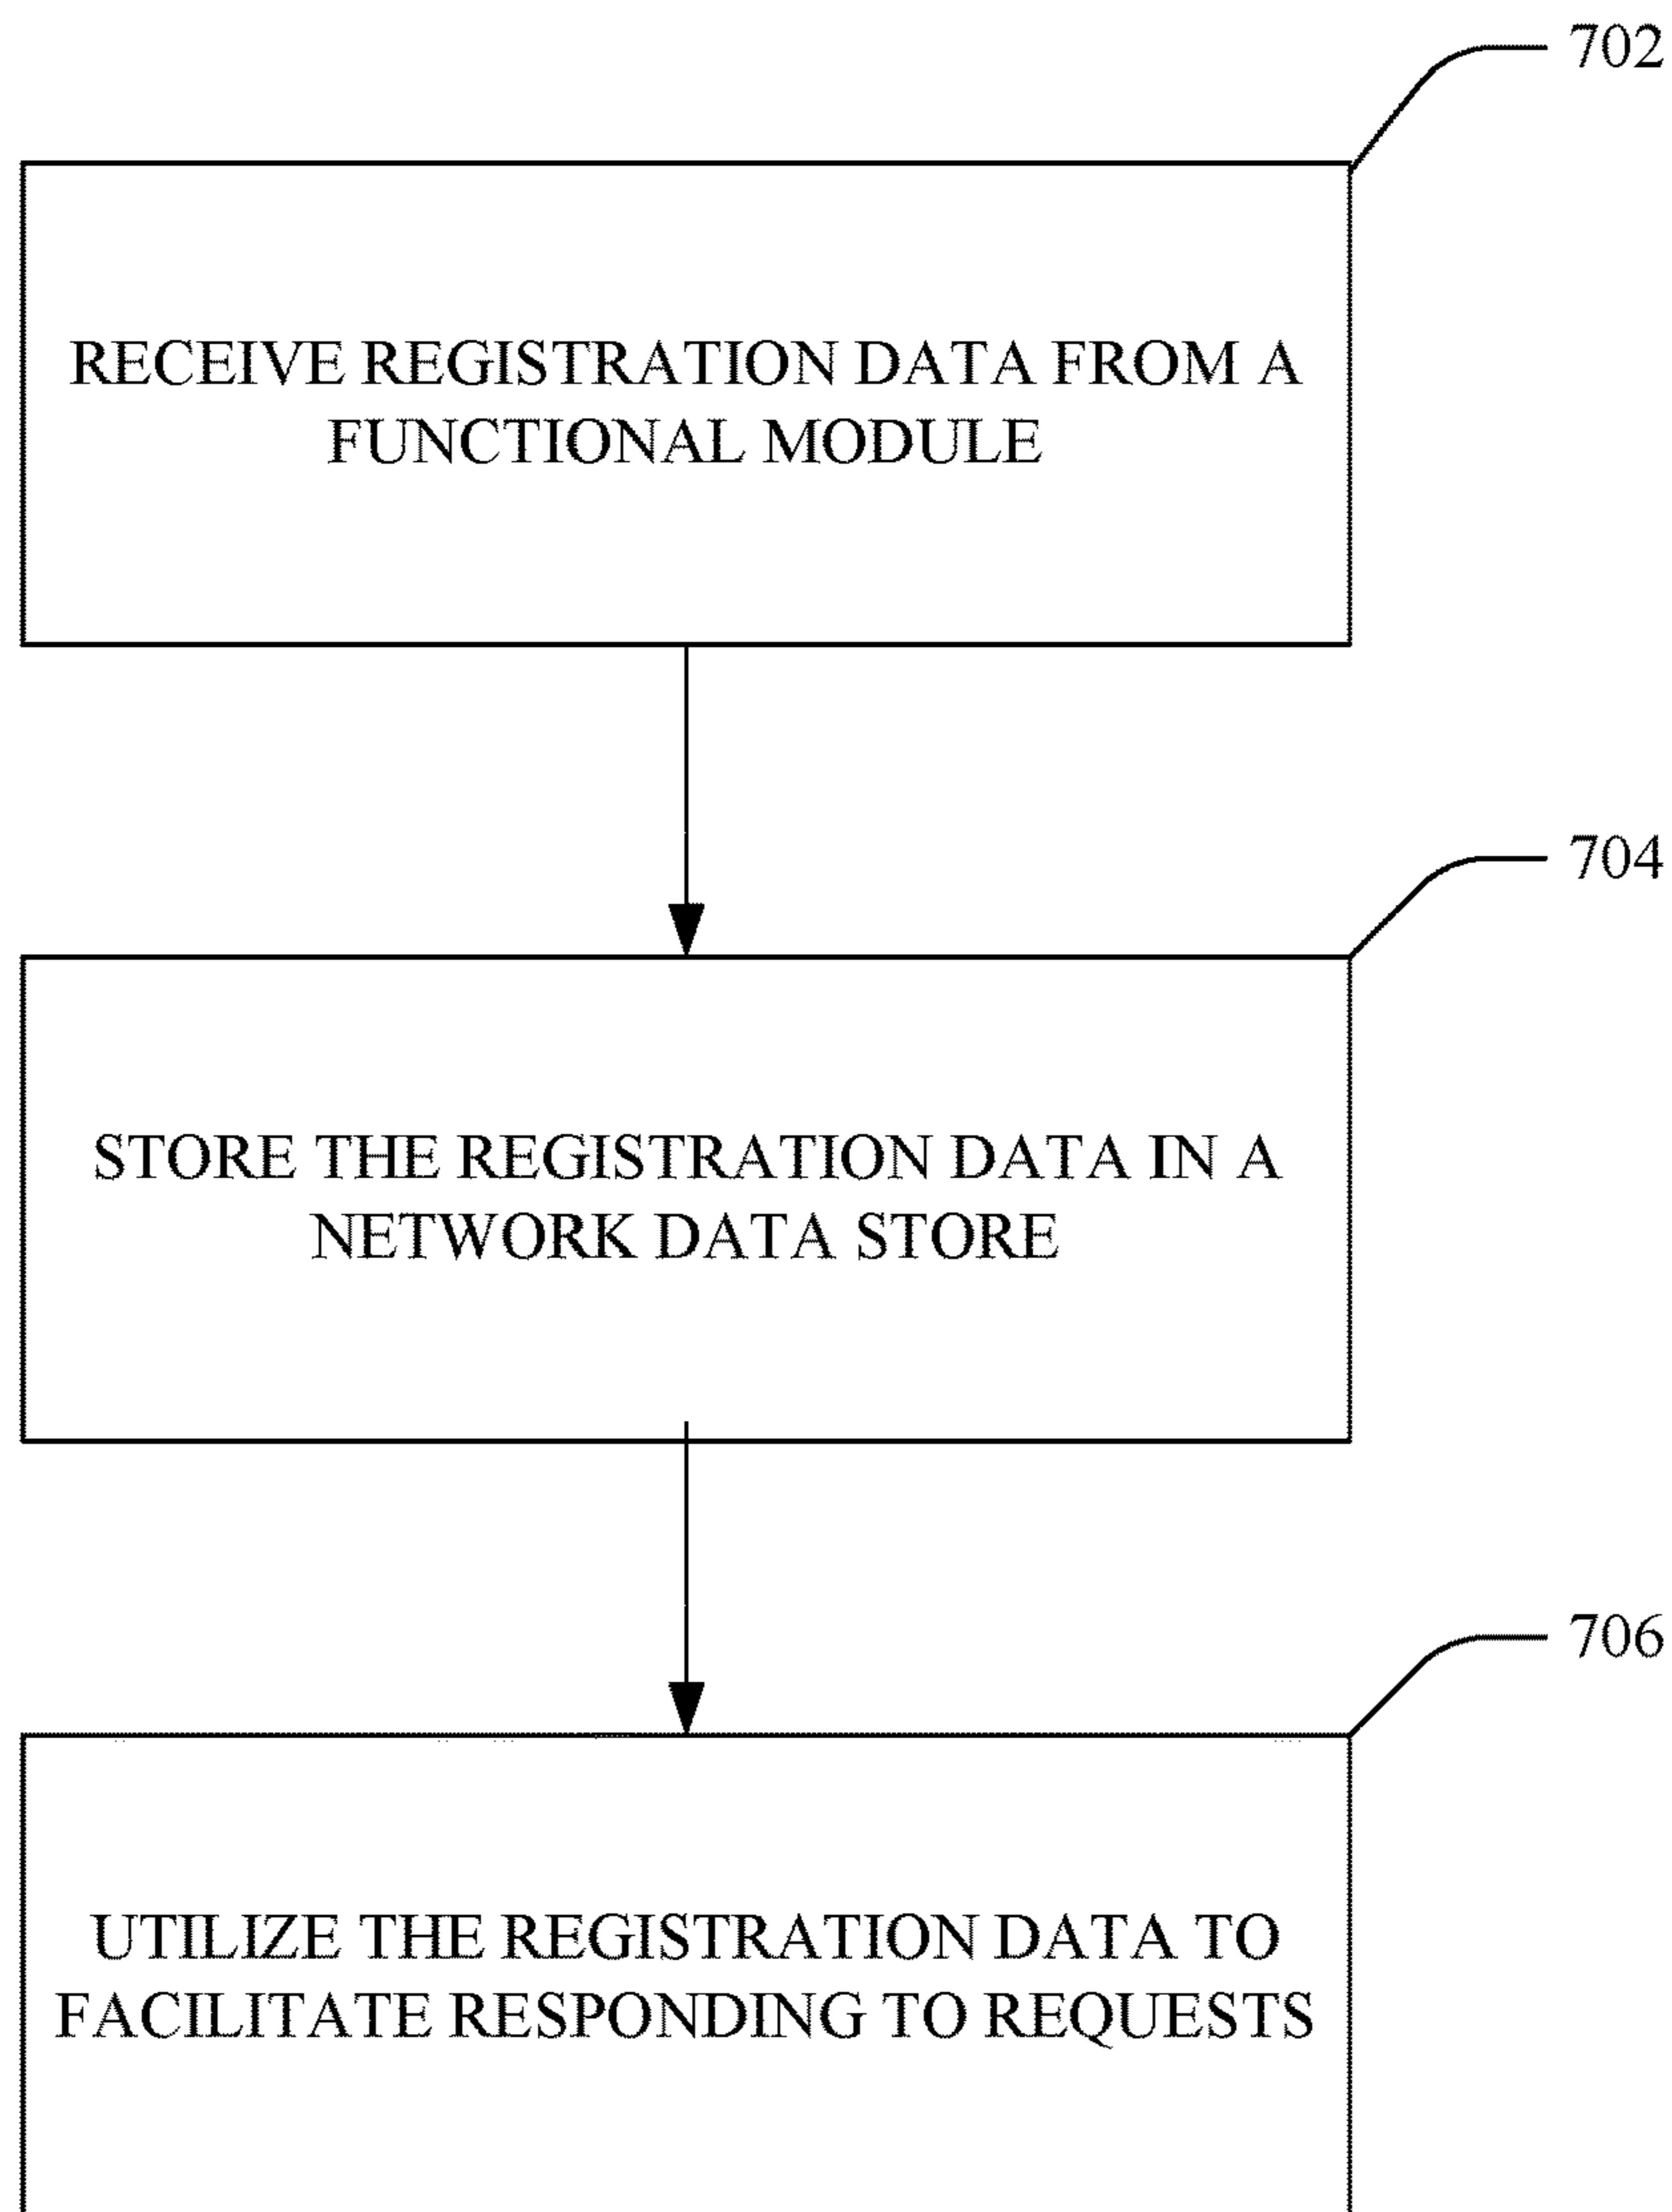 702
RECEIVE REGISTRATION DATA FROM A
FUNCTIONAL MODULE
704
STORE THE REGISTRATION DATA IN A
NETWORK DATA STORE
706
UTILIZE THE REGISTRATION DATA TO
FACILITATE RESPONDING TO REQUESTS